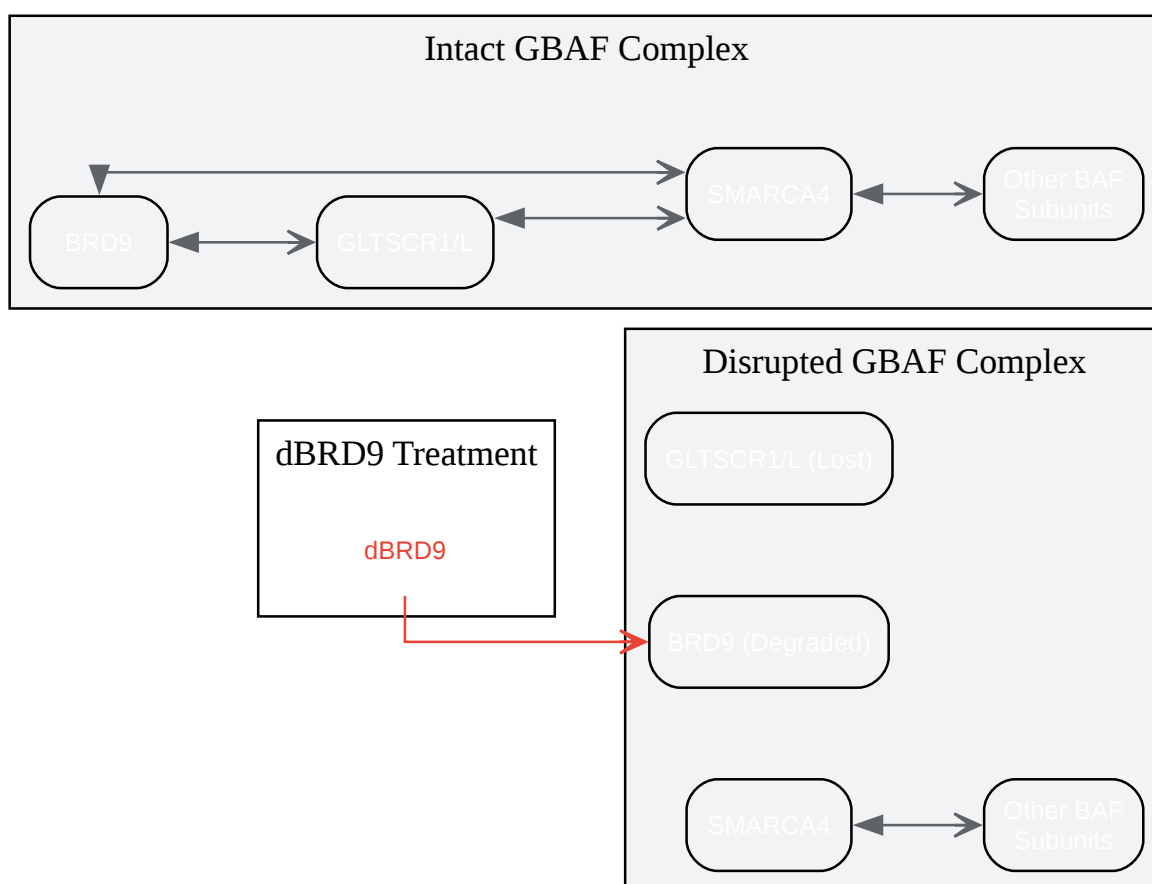 Intact GBAF Complex
BRD9
GLTSCR1/L
SMARCA4
Other BAF
Subunits
Disrupted GBAF Complex
GLTSCR1/L (Lost)
dBRD9 Treatment
dBRD9
BRD9 (Degraded)
SMARCA4
Other BAF
Subunits